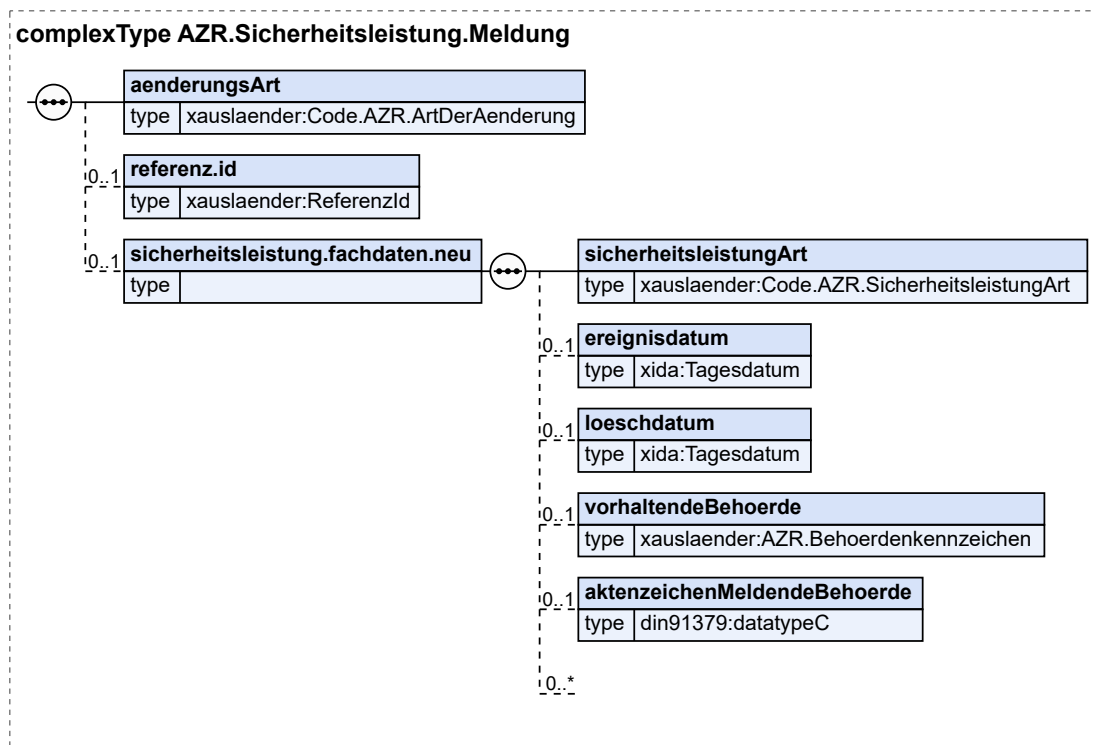 complexType AZR.Sicherheitsleistung.Meldung
aenderungsArt
type xauslaender:Code.AZR.ArtDerAenderung
0..1 referenz.id
type xauslaender:ReferenzId
0..1 sicherheitsleistung.fachdaten.neu
type
sicherheitsleistungArt
type xauslaender:Code.AZR.SicherheitsleistungArt
0..1 ereignisdatum
type xida:Tagesdatum
0..1 loeschdatum
type xida:Tagesdatum
0..1 vorhaltendeBehoerde
type xauslaender:AZR.Behoerdenkennzeichen
0..1 aktenzeichenMeldendeBehoerde
type din91379:datatypeC
0..*